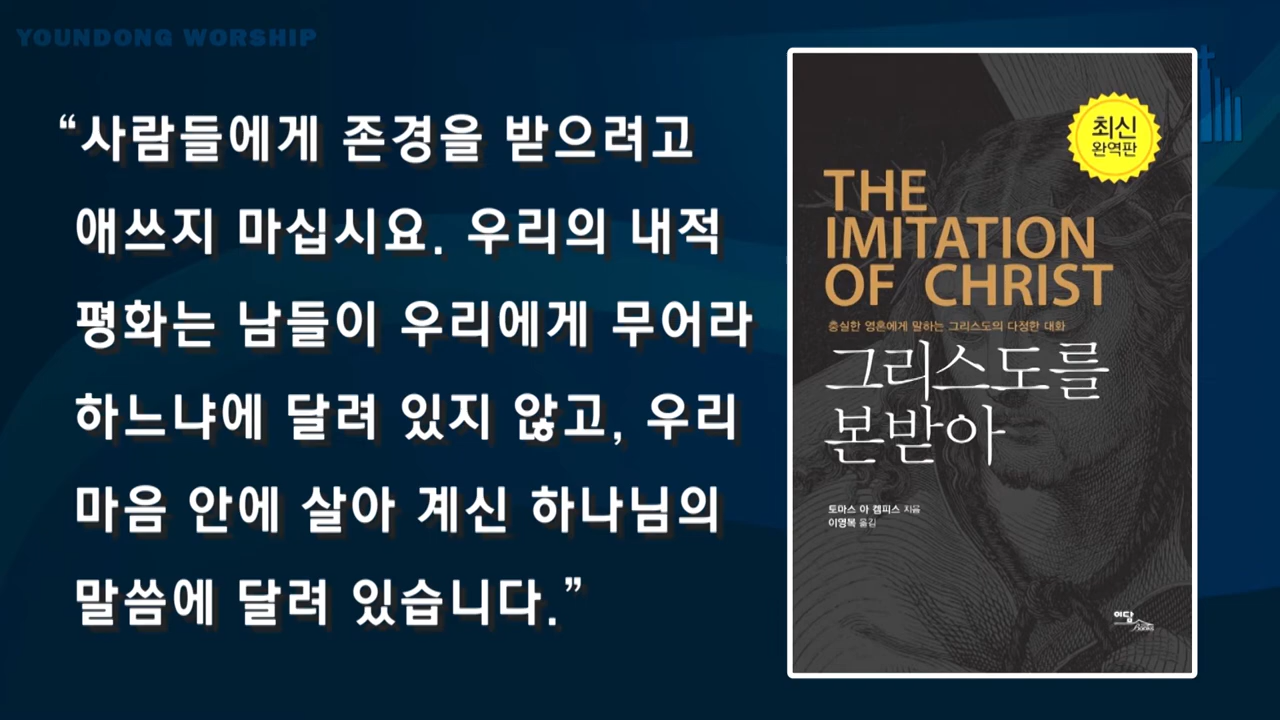 YOUNDONG WORSHIP
“사람들에게 존경을 받으려고
애쓰지 마십시요. 우리의 내적
평화는 남들이 우리에게 무어라
하느냐에 달려 있지 않고, 우리
마음 안에 살아 계신 하나님의
말씀에 달려 있습니다.”
최신
완역판
THE
IMITATION
OF CHRIST
충실한 영혼에게 말하는 그리스도의 다정한 대화
그리스도를
본받아
토마스 아 켐피스 지음
이영복 옮김
이담
Books